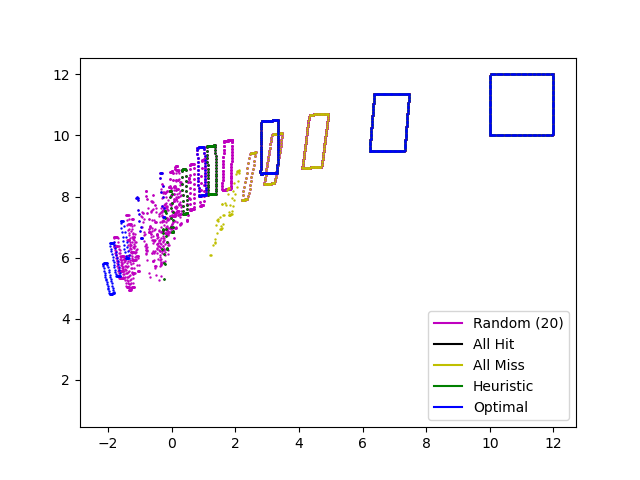 12
10
8
6
4
2
Random (20)
All Hit
All Miss
Heuristic
Optimal
−2 0 2 4 6 8 10 12